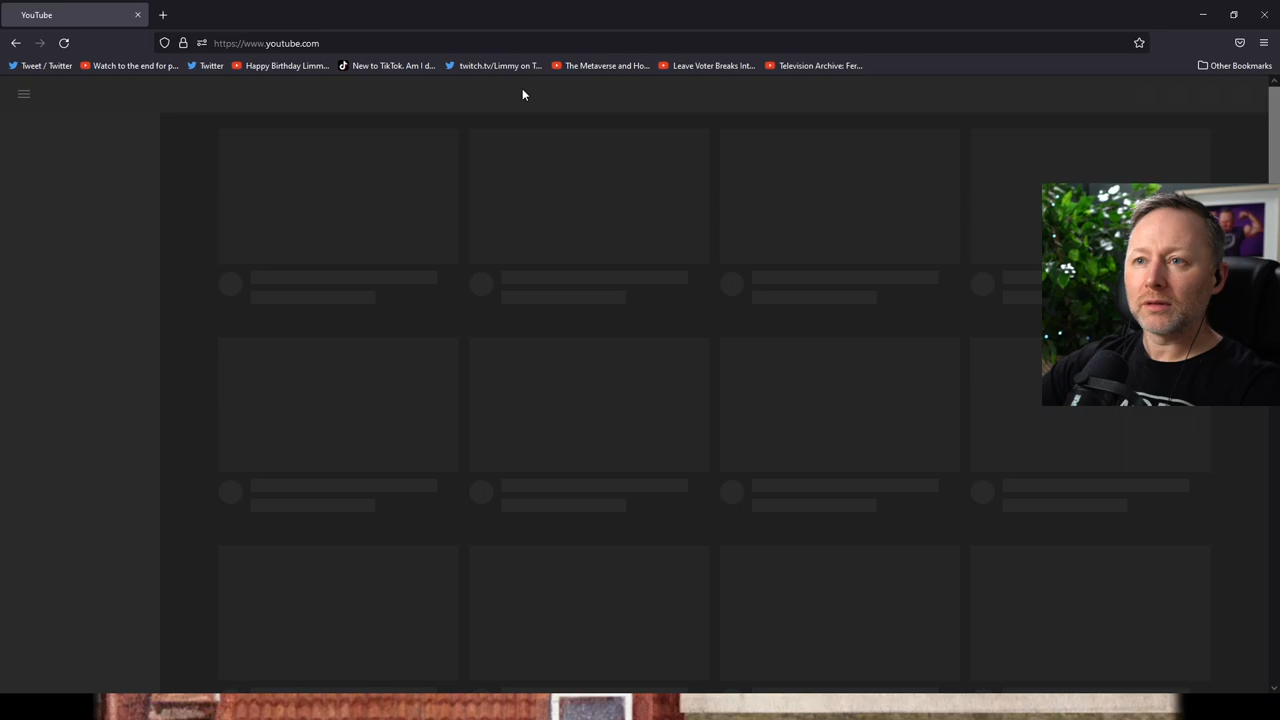 YouTube
https://www.youtube.com
Tweet / Twitter
Watch to the end for p...
Twitter
Happy Birthday Limm...
New to TikTok. Am I d...
twitch.tv/Limmy on T...
The Metaverse and Ho...
Leave Voter Breaks Int...
Television Archive: Fer...
Other Bookmarks